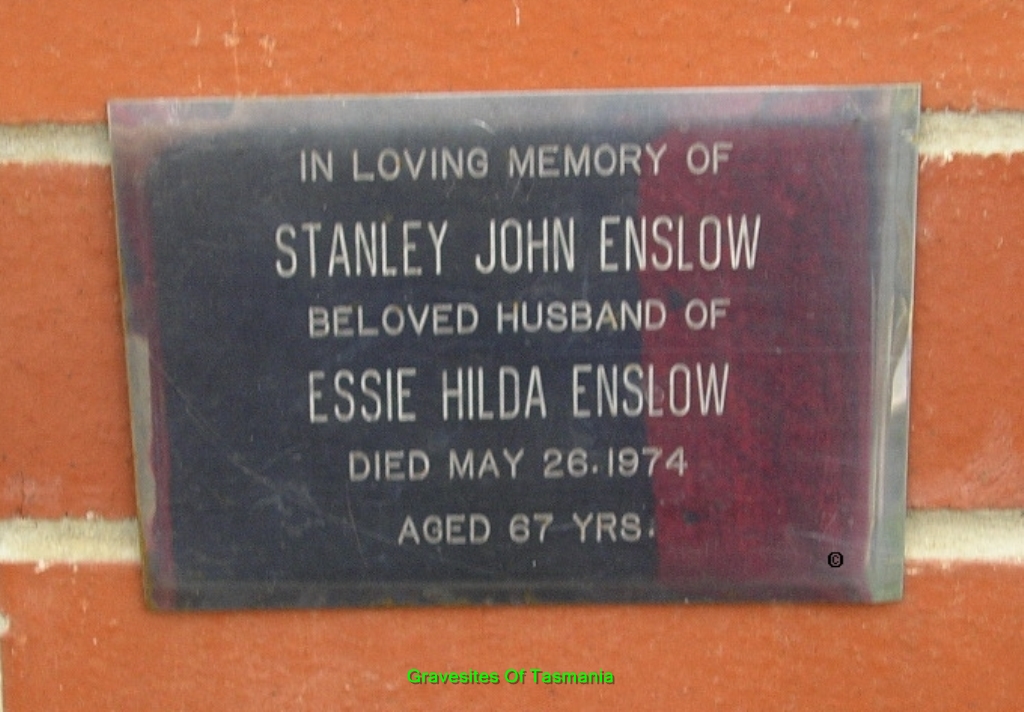 IN LOVING MEMORY OF
STANLEY JOHN ENSLOW
BELOVED HUSBAND OF
ESSIE HILDA ENSLOW
DIED MAY 26.1974
AGED 67 YRS.
©
Gravesites Of Tasmania